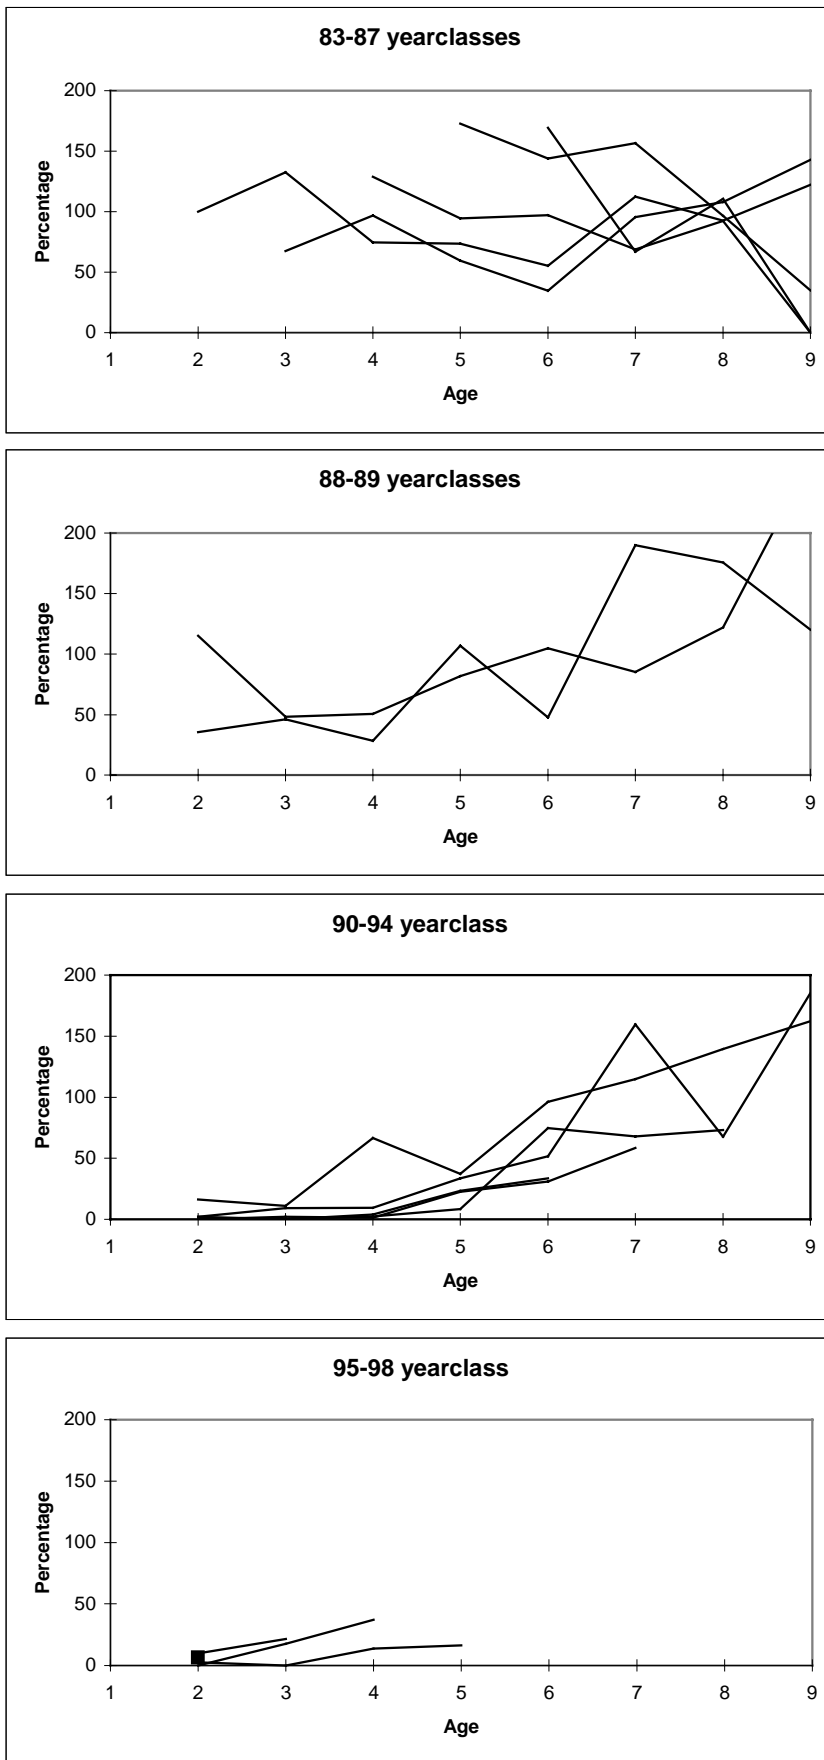 83-87 yearclasses
200
150
100
50
0
Percentage
1 2 3 4 5 6 7 8 9
Age
88-89 yearclasses
200
150
100
50
0
Percentage
1 2 3 4 5 6 7 8 9
Age
90-94 yearclass
200
150
100
50
0
Percentage
1 2 3 4 5 6 7 8 9
Age
95-98 yearclass
200
150
100
50
0
Percentage
1 2 3 4 5 6 7 8 9
Age